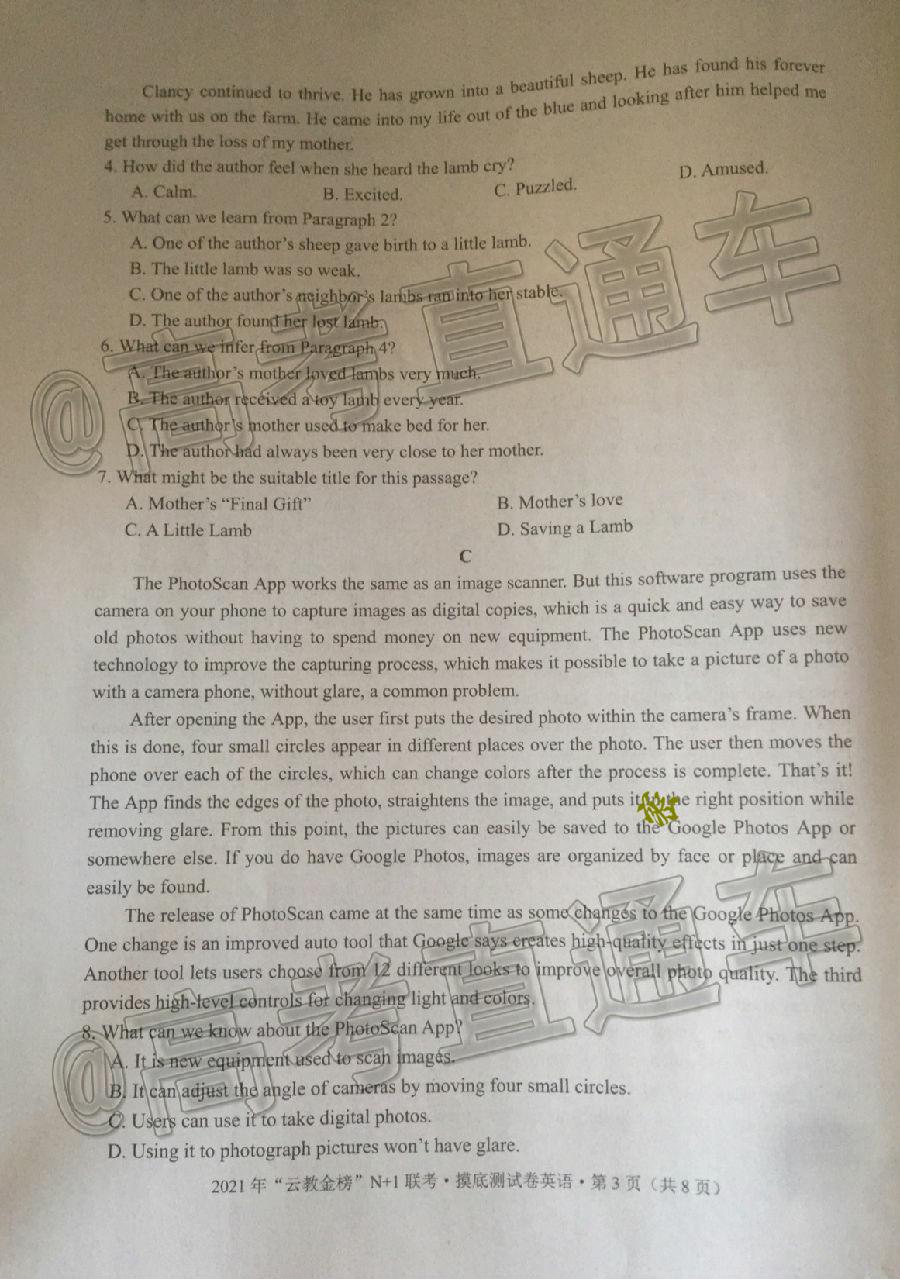 Clancy continued to thrive. He has grown into a beautiful sheep. He has found his forever
home with us on the farm. He came into my life out of the blue and looking after him helped me
get through the loss of my mother.
4. How did the author feel when she heard the lamb cry?
A. Calm. B. Excited. C. Puzzled. D. Amused.
5. What can we learn from Paragraph 2?
A. One of the author's sheep gave birth to a little lamb.
B. The little lamb was so weak.
C. One of the author's neighbor's lambs ran into her stable.
D. The author found her lost lamb.
6. What can we infer from Paragraph 4?
A. The author's mother loved lambs very much.
B. The author received a toy lamb every year.
C. The author's mother used to make bed for her.
D. The author had always been very close to her mother.
7. What might be the suitable title for this passage?
A. Mother's “Final Gift” B. Mother's love
C. A Little Lamb D. Saving a Lamb
C
The PhotoScan App works the same as an image scanner. But this software program uses the
camera on your phone to capture images as digital copies, which is a quick and easy way to save
old photos without having to spend money on new equipment. The PhotoScan App uses new
technology to improve the capturing process, which makes it possible to take a picture of a photo
with a camera phone, without glare, a common problem.
After opening the App, the user first puts the desired photo within the camera's frame. When
this is done, four small circles appear in different places over the photo. The user then moves the
phone over each of the circles, which can change colors after the process is complete. That's it!
The App finds the edges of the photo, straightens the image, and puts it the right position while
removing glare. From this point, the pictures can easily be saved to the Google Photos App or
somewhere else. If you do have Google Photos, images are organized by face or place and can
easily be found.
The release of PhotoScan came at the same time as some changes to the Google Photos App.
One change is an improved auto tool that Google says creates high-quality effects in just one step.
Another tool lets users choose from 12 different looks to improve overall photo quality. The third
provides high-level controls for changing light and colors.
8. What can we know about the PhotoScan App?
A. It is new equipment used to scan images.
B. It can adjust the angle of cameras by moving four small circles.
C. Users can use it to take digital photos.
D. Using it to photograph pictures won't have glare.
2021年“云教金榜”N+1联考·摸底测试卷英语·第3页（共8页）
@高考直通车
@高考直通车